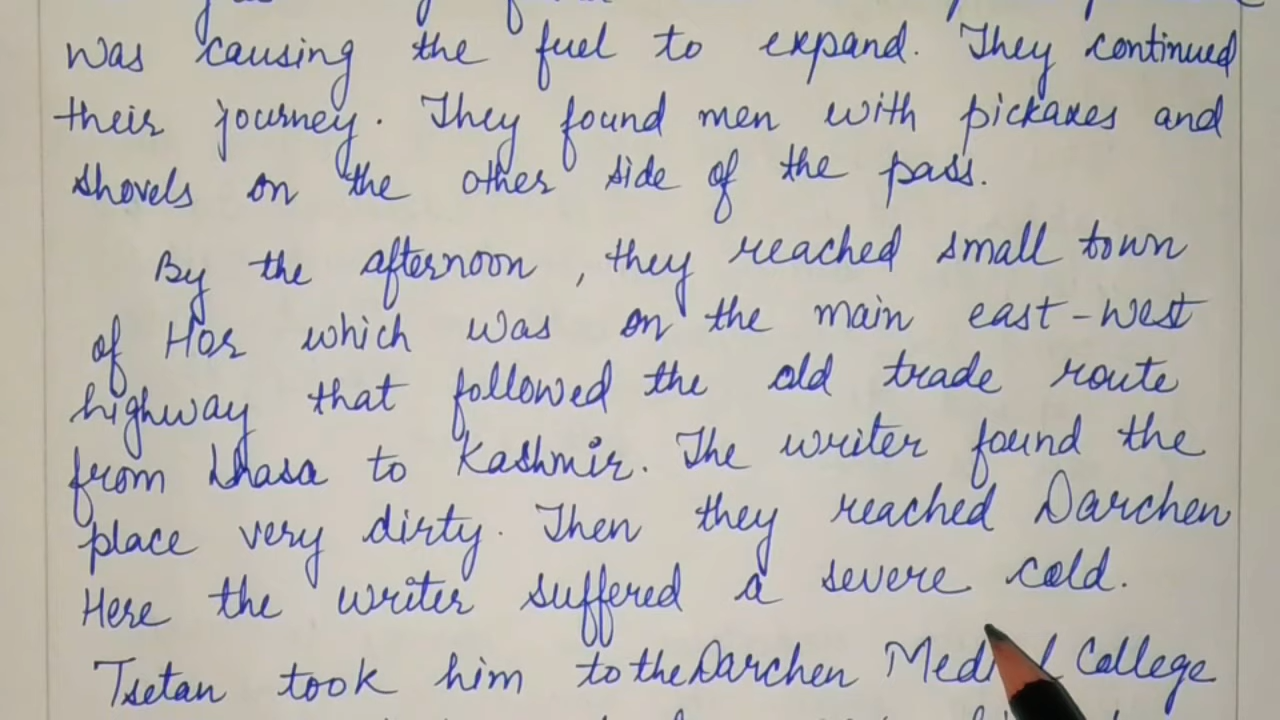 was causing the fuel to expand. They continued
their journey. They found men with pickaxes and
shovels on the other side of the pass.
By the afternoon, they reached small town
of Hor which was on the main east-west
highway that followed the old trade route
from Lhasa to Kashmir. The writer found the
place very dirty. Then they reached Darchen
Here the writer suffered a severe cold.
Tsetan took him to the Darchen College